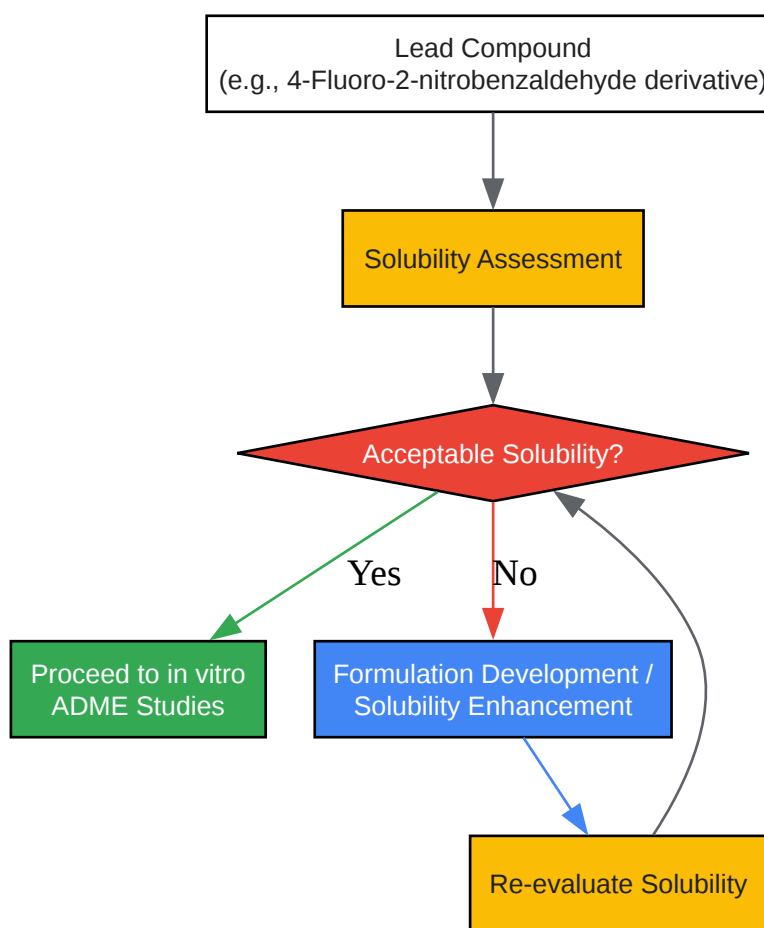 Lead Compound
(e.g., 4-Fluoro-2-nitrobenzaldehyde derivative)
Solubility Assessment
Acceptable Solubility?
Yes
No
Proceed to in vitro
ADME Studies
Formulation Development /
Solubility Enhancement
Re-evaluate Solubility